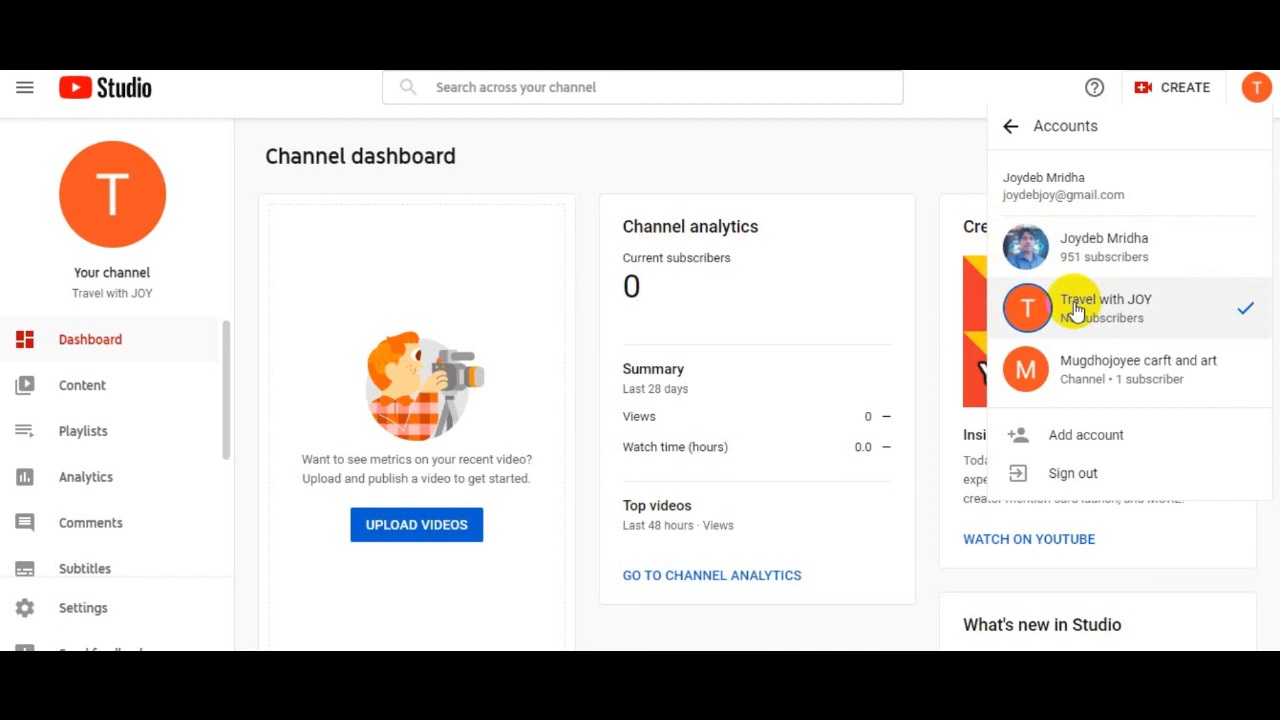 Studio
Search across your channel
CREATE
T
Accounts
Joydeb Mridha
joydebjoy@gmail.com
Joydeb Mridha
951 subscribers
T
Travel with JOY
subscribers
M
Mugdhojoyee carft and art
Channel • 1 subscriber
Add account
Sign out
T
Your channel
Travel with JOY
Dashboard
Content
Playlists
Analytics
Comments
Subtitles
Settings
Channel dashboard
Want to see metrics on your recent video?
Upload and publish a video to get started.
UPLOAD VIDEOS
Channel analytics
Current subscribers
0
Summary
Last 28 days
Views 0 —
Watch time (hours) 0.0 —
Top videos
Last 48 hours · Views
GO TO CHANNEL ANALYTICS
WATCH ON YOUTUBE
What's new in Studio